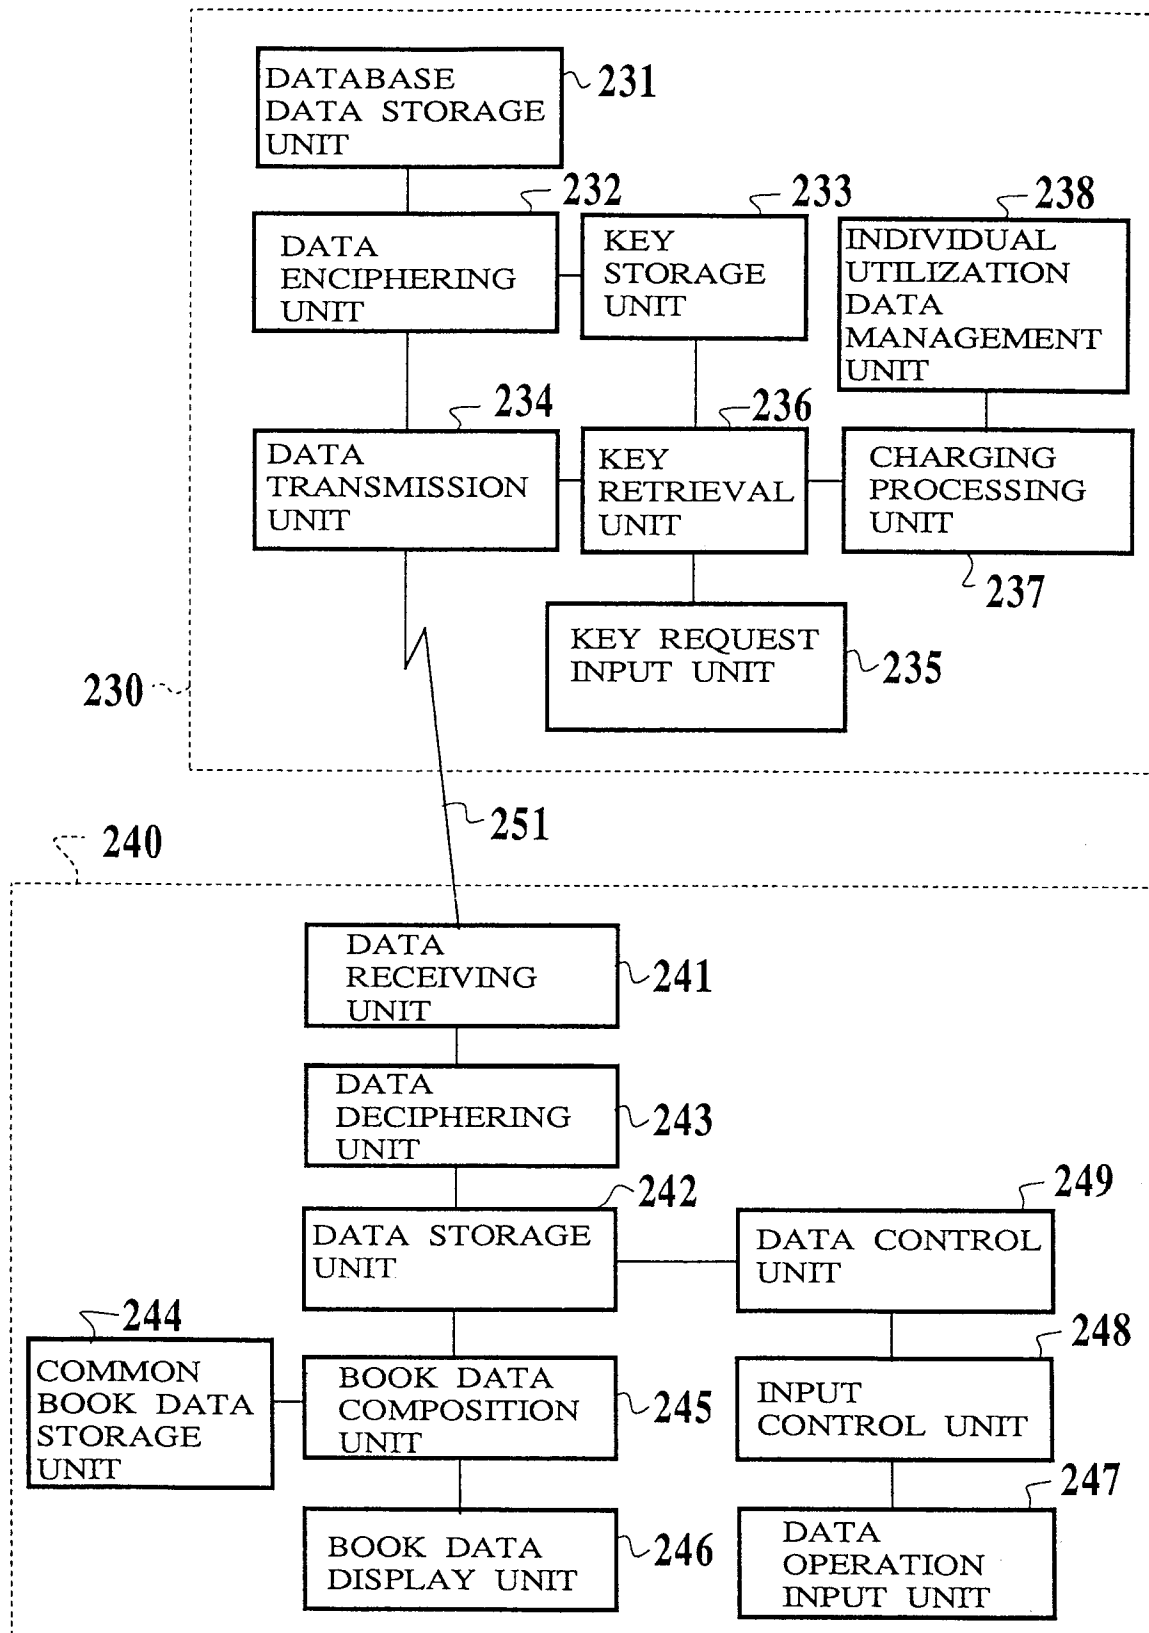 DATABASE
DATA STORAGE
UNIT
231
232
DATA
ENCIPHERING
UNIT
233
KEY
STORAGE
UNIT
238
INDIVIDUAL
UTILIZATION
DATA
MANAGEMENT
UNIT
234
DATA
TRANSMISSION
UNIT
236
KEY
RETRIEVAL
UNIT
CHARGING
PROCESSING
UNIT
237
KEY REQUEST
INPUT UNIT
235
230
251
240
DATA
RECEIVING
UNIT
241
DATA
DECIPHERING
UNIT
243
242
DATA STORAGE
UNIT
249
DATA CONTROL
UNIT
244
COMMON
BOOK DATA
STORAGE
UNIT
BOOK DATA
COMPOSITION
UNIT
245
248
INPUT
CONTROL UNIT
BOOK DATA
DISPLAY UNIT
246
247
DATA
OPERATION
INPUT UNIT